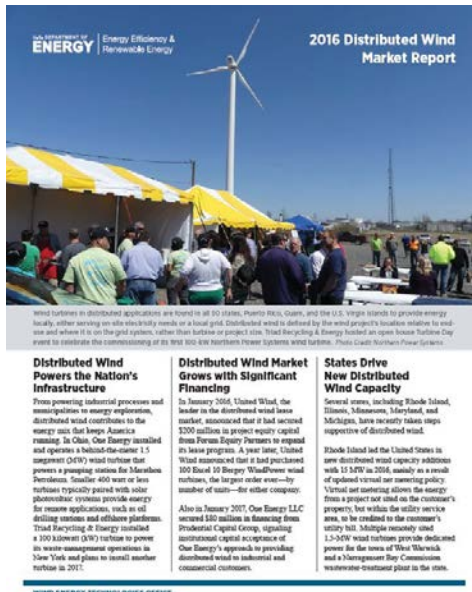 U.S. DEPARTMENT OF
ENERGY
Energy Efficiency &
Renewable Energy
2016 Distributed Wind
Market Report
Wind turbines in distributed applications are found in all 50 states, Puerto Rico, Guam, and the U.S. Virgin Islands to provide energy
locally, either serving on-site electricity needs or a local grid. Distributed wind is defined by the wind project's location relative to end-
use and where it is on the grid system, rather than turbine or project size. Triad Recycling & Energy hosted an open house Turbine Day
event to celebrate the commissioning of its first 100-kW Northern Power Systems wind turbine. Photo Credit Northern Power Systems
Distributed Wind
Powers the Nation's
Infrastructure
From powering industrial processes and
municipalities to energy exploration,
distributed wind contributes to the
energy mix that keeps America
running. In Ohio, One Energy installed
and operates a behind-the-meter 1.5
megawatt (MW) wind turbine that
powers a pumping station for Marathon
Petroleum. Smaller 400 watt or less
turbines typically paired with solar
photovoltaic systems provide energy
for remote applications, such as oil
drilling stations and offshore platforms.
Triad Recycling & Energy installed
a 100 kilowatt (kW) turbine to power
its waste-management operations in
New York and plans to install another
turbine in 2017.
Distributed Wind Market
Grows with Significant
Financing
In January 2016, United Wind, the
leader in the distributed wind lease
market, announced that it had secured
$200 million in project equity capital
from Forum Equity Partners to expand
its lease program. A year later, United
Wind announced that it had purchased
100 Excel 10 Bergey WindPower wind
turbines, the largest order ever—by
number of units—for either company.
Also in January 2017, One Energy LLC
secured $80 million in financing from
Prudential Capital Group, signaling
institutional capital acceptance of
One Energy's approach to providing
distributed wind to industrial and
commercial customers.
States Drive
New Distributed
Wind Capacity
Several states, including Rhode Island,
Illinois, Minnesota, Maryland, and
Michigan, have recently taken steps
supportive of distributed wind.
Rhode Island led the United States in
new distributed wind capacity additions
with 15 MW in 2016, mainly as a result
of updated virtual net metering policy.
Virtual net metering allows the energy
from a project not sited on the customer's
property, but within the utility service
area, to be credited to the customer's
utility bill. Multiple remotely sited
1.5-MW wind turbines provide dedicated
power for the town of West Warwick
and a Narragansett Bay Commission
wastewater-treatment plant in the state.
WIND ENERGY TECHNOLOGIES OFFICE